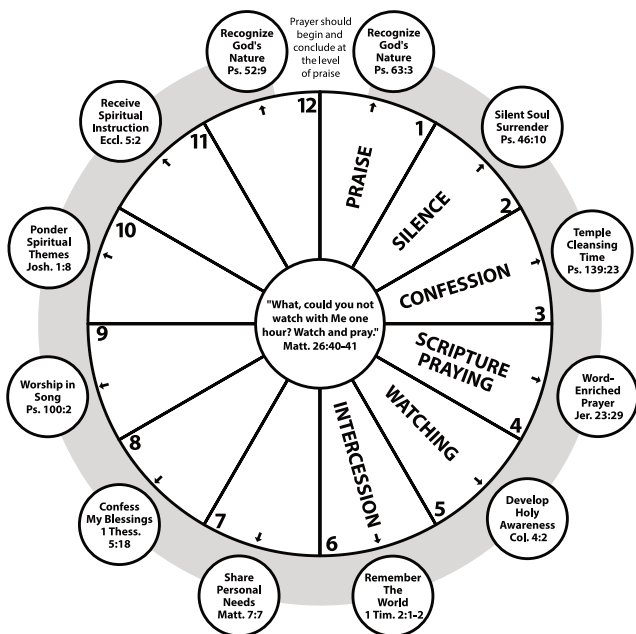 Prayer should
begin and
conclude at
the level
of praise
Recognize
God's
Nature
Ps. 63:3
Silent Soul
Surrender
Ps. 46:10
Temple
Cleansing
Time
Ps. 139:23
Word-
Enriched
Prayer
Jer. 23:29
Develop
Holy
Awareness
Col. 4:2
Remember
The
World
1 Tim. 2:1-2
Share
Personal
Needs
Matt. 7:7
Confess
My Blessings
1 Thess.
5:18
Worship in
Song
Ps. 100:2
Ponder
Spiritual
Themes
Josh. 1:8
Receive
Spiritual
Instruction
Eccl. 5:2
Recognize
God's
Nature
Ps. 52:9
12
1
PRAISE
2
SILENCE
3
CONFESSION
4
SCRIPTURE
PRAYING
5
WATCHING
6
INTERCESSION
7
8
9
10
11
"What, could you not
watch with Me one
hour? Watch and pray."
Matt. 26:40–41